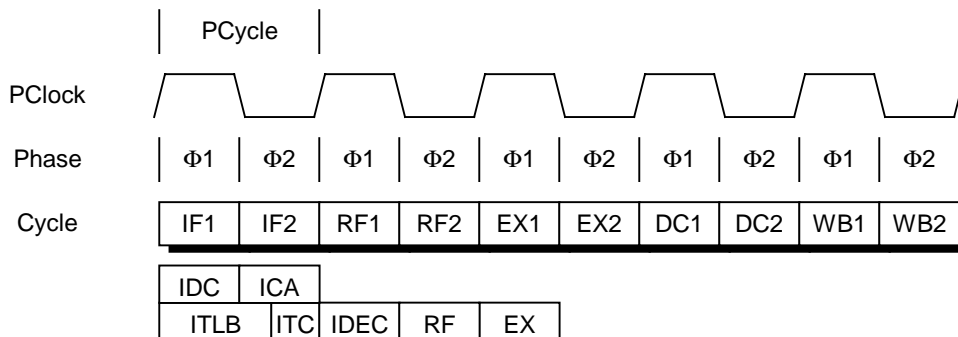 PCycle
PClock
Phase Φ1 Φ2 Φ1 Φ2 Φ1 Φ2 Φ1 Φ2 Φ1 Φ2
Cycle IF1 IF2 RF1 RF2 EX1 EX2 DC1 DC2 WB1 WB2
IDC ICA
ITLB ITC IDEC RF EX